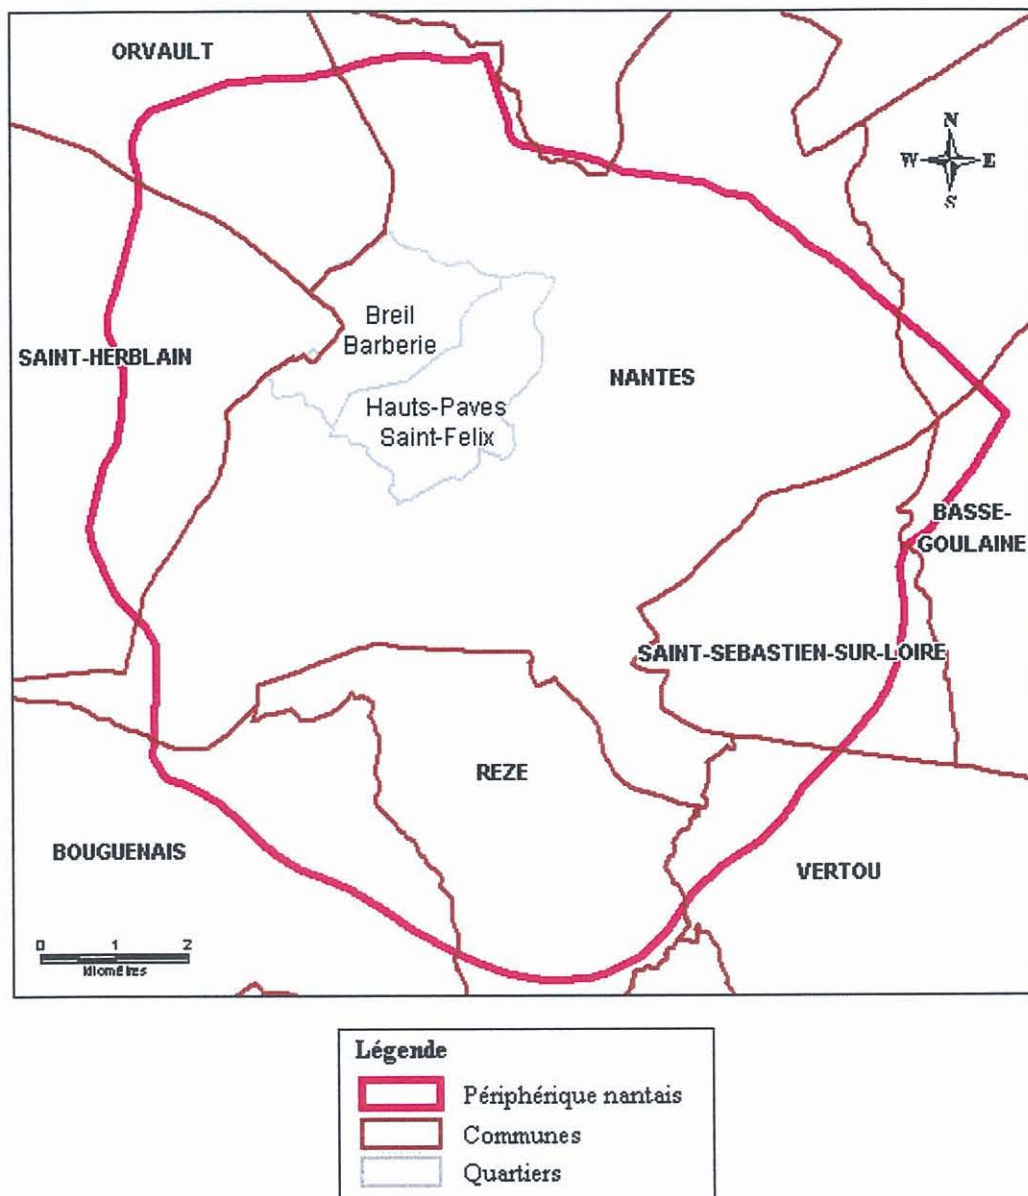 ORVAULT
N
W E
S
Breil
Barberie
SAINT-HERBLAIN
NANTES
Hauts-Paves
Saint-Felix
BASSE-
GOULAINE
SAINT-SEBASTIEN-SUR-LOIRE
REZE
BOUGUENAIS
VERTOU
0 1 2
kilomètres
Légende
Périphérique nantais
Communes
Quartiers